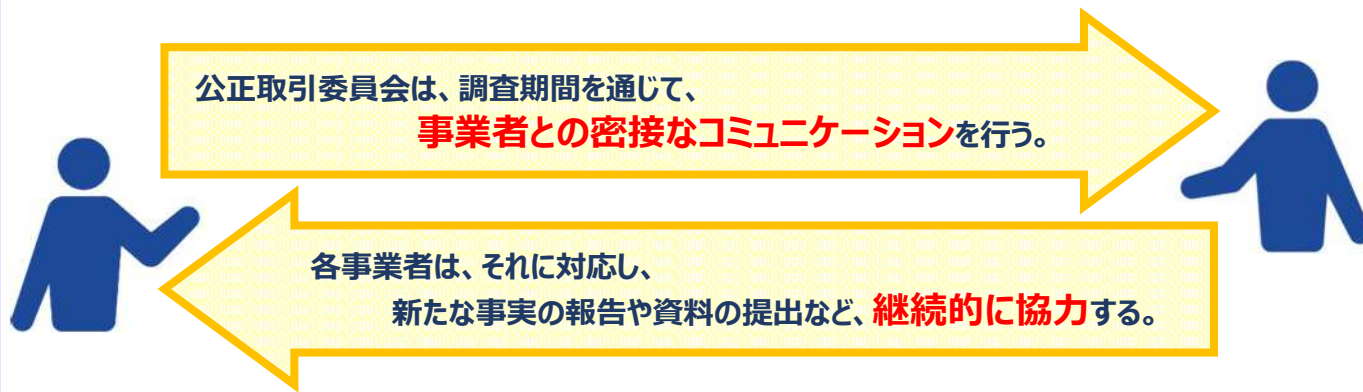 公正取引委員会は、調査期間を通じて、
事業者との密接なコミュニケーションを行う。
各事業者は、それに対応し、
新たな事実の報告や資料の提出など、継続的に協力する。